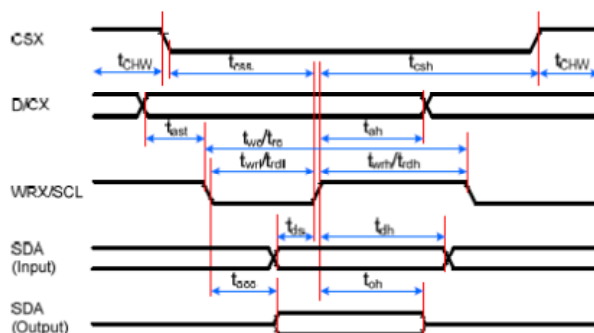 CSX
tCHW
tcss
tcsh
tCHW
D/CX
tast
twc/trc
tah
twrl/trdl
twrh/trdh
WRX/SCL
tds
tdh
SDA
(Input)
tacc
toh
SDA
(Output)